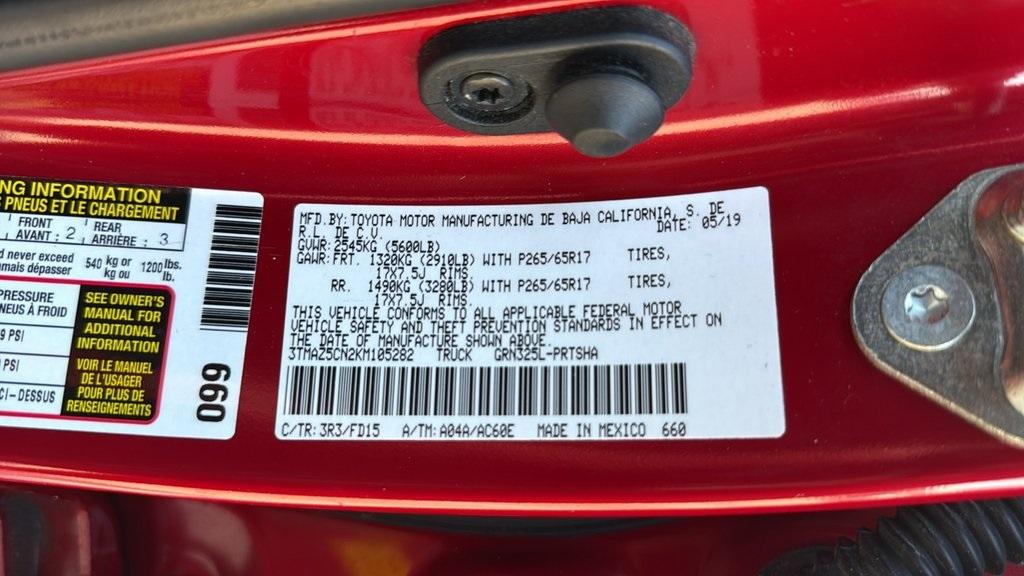 NG INFORMATION
PNEUS ET LE CHARGEMENT
FRONT
AVANT: 2
REAR
ARRIÈRE: 3
d never exceed
amais dépasser
540 kg or
kg ou
1200 lbs.
lb.
PRESSURE
NEUS À FROID
9 PSI
PSI
CI-DESSUS
SEE OWNER'S
MANUAL FOR
ADDITIONAL
INFORMATION
VOIR LE MANUEL
DE L'USAGER
POUR PLUS DE
RENSEIGNEMENTS
660
MFD.BY:TOYOTA MOTOR MANUFACTURING DE BAJA CALIFORNIA, S. DE
R.L. DE C.V. DATE: 05/19
GVWR:2545KG (5600LB)
GAWR:FRT. 1320KG (2910LB) WITH P265/65R17 TIRES,
17X7.5J RIMS.
RR. 1490KG (3280LB) WITH P265/65R17 TIRES,
17X7.5J RIMS.
THIS VEHICLE CONFORMS TO ALL APPLICABLE FEDERAL MOTOR
VEHICLE SAFETY AND THEFT PREVENTION STANDARDS IN EFFECT ON
THE DATE OF MANUFACTURE SHOWN ABOVE.
3TMAZ5CN2KM105282 TRUCK GRN325L-PRTSHA
C/TR:3R3/FD15 A/TM:A04A/AC60E MADE IN MEXICO 660